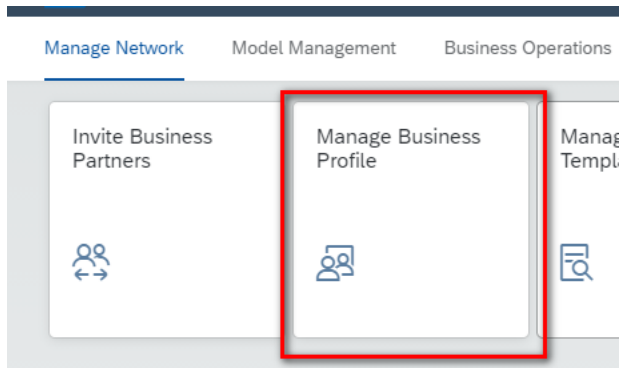 Manage Network Model Management Business Operations
Invite Business
Partners
Manage Business
Profile